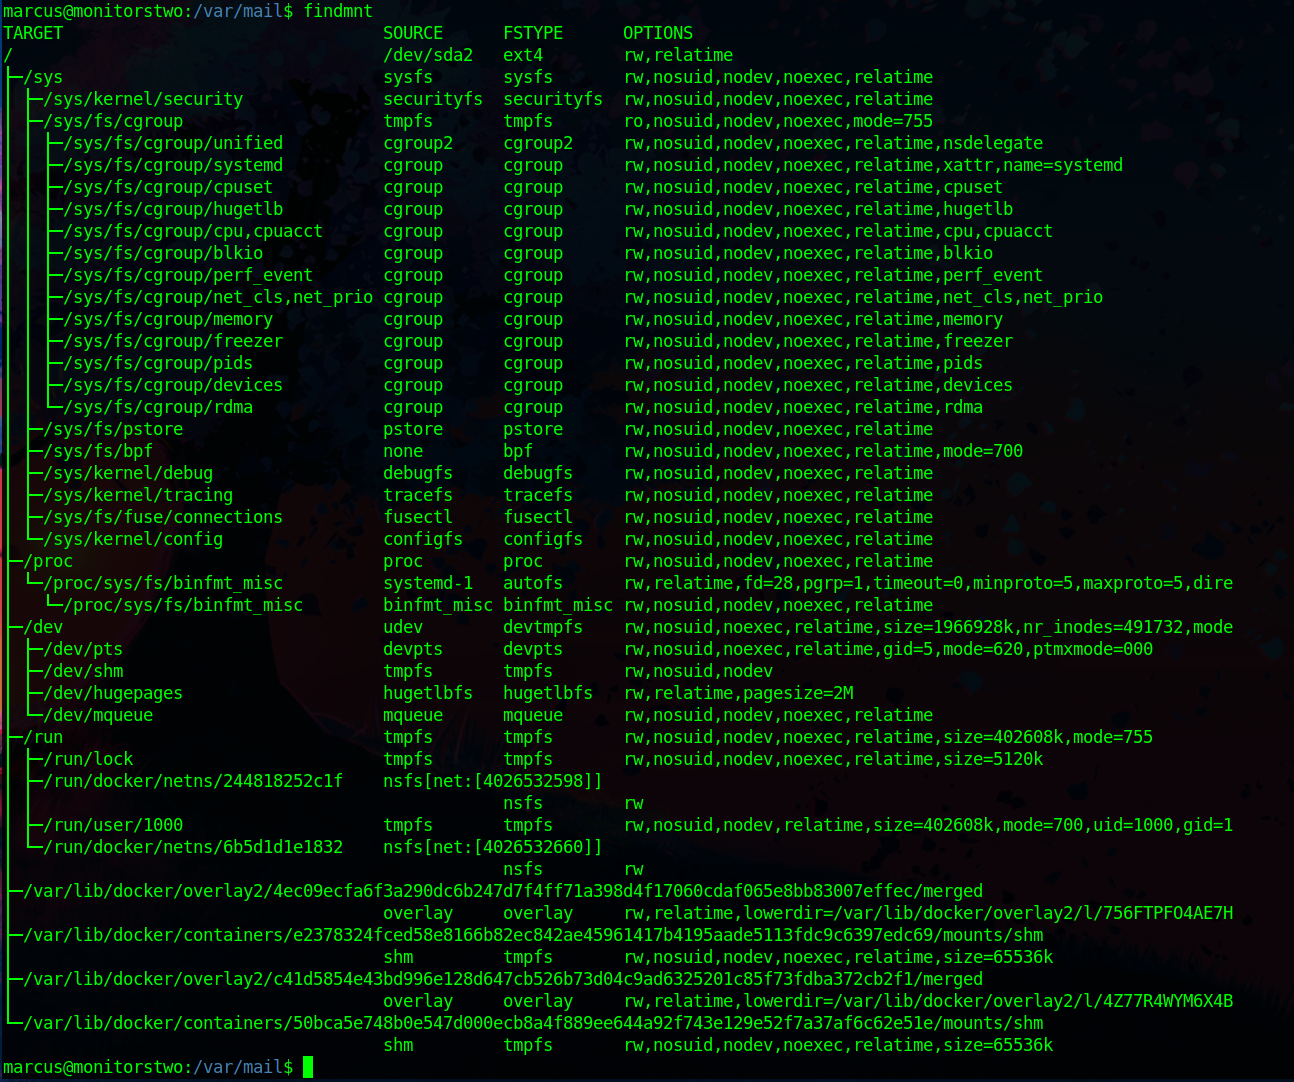 marcus@monitorstwo:/var/mail$ findmnt
TARGET                                SOURCE      FSTYPE      OPTIONS
/                                     /dev/sda2   ext4        rw,relatime
├─/sys                                sysfs       sysfs       rw,nosuid,nodev,noexec,relatime
│ ├─/sys/kernel/security              securityfs  securityfs  rw,nosuid,nodev,noexec,relatime
│ ├─/sys/fs/cgroup                    tmpfs       tmpfs       ro,nosuid,nodev,noexec,mode=755
│ │ ├─/sys/fs/cgroup/unified          cgroup2     cgroup2     rw,nosuid,nodev,noexec,relatime,nsdelegate
│ │ ├─/sys/fs/cgroup/systemd          cgroup      cgroup      rw,nosuid,nodev,noexec,relatime,xattr,name=systemd
│ │ ├─/sys/fs/cgroup/cpuset           cgroup      cgroup      rw,nosuid,nodev,noexec,relatime,cpuset
│ │ ├─/sys/fs/cgroup/hugetlb          cgroup      cgroup      rw,nosuid,nodev,noexec,relatime,hugetlb
│ │ ├─/sys/fs/cgroup/cpu,cpuacct      cgroup      cgroup      rw,nosuid,nodev,noexec,relatime,cpu,cpuacct
│ │ ├─/sys/fs/cgroup/blkio            cgroup      cgroup      rw,nosuid,nodev,noexec,relatime,blkio
│ │ ├─/sys/fs/cgroup/perf_event       cgroup      cgroup      rw,nosuid,nodev,noexec,relatime,perf_event
│ │ ├─/sys/fs/cgroup/net_cls,net_prio cgroup      cgroup      rw,nosuid,nodev,noexec,relatime,net_cls,net_prio
│ │ ├─/sys/fs/cgroup/memory           cgroup      cgroup      rw,nosuid,nodev,noexec,relatime,memory
│ │ ├─/sys/fs/cgroup/freezer          cgroup      cgroup      rw,nosuid,nodev,noexec,relatime,freezer
│ │ ├─/sys/fs/cgroup/pids             cgroup      cgroup      rw,nosuid,nodev,noexec,relatime,pids
│ │ ├─/sys/fs/cgroup/devices          cgroup      cgroup      rw,nosuid,nodev,noexec,relatime,devices
│ │ └─/sys/fs/cgroup/rdma             cgroup      cgroup      rw,nosuid,nodev,noexec,relatime,rdma
│ ├─/sys/fs/pstore                    pstore      pstore      rw,nosuid,nodev,noexec,relatime
│ ├─/sys/fs/bpf                       none        bpf         rw,nosuid,nodev,noexec,relatime,mode=700
│ ├─/sys/kernel/debug                 debugfs     debugfs     rw,nosuid,nodev,noexec,relatime
│ ├─/sys/kernel/tracing               tracefs     tracefs     rw,nosuid,nodev,noexec,relatime
│ ├─/sys/fs/fuse/connections          fusectl     fusectl     rw,nosuid,nodev,noexec,relatime
│ └─/sys/kernel/config                configfs    configfs    rw,nosuid,nodev,noexec,relatime
├─/proc                               proc        proc        rw,nosuid,nodev,noexec,relatime
│ └─/proc/sys/fs/binfmt_misc          systemd-1   autofs      rw,relatime,fd=28,pgrp=1,timeout=0,minproto=5,maxproto=5,dire
│   └─/proc/sys/fs/binfmt_misc        binfmt_misc binfmt_misc rw,nosuid,nodev,noexec,relatime
├─/dev                                udev        devtmpfs    rw,nosuid,noexec,relatime,size=1966928k,nr_inodes=491732,mode
│ ├─/dev/pts                          devpts      devpts      rw,nosuid,noexec,relatime,gid=5,mode=620,ptmxmode=000
│ ├─/dev/shm                          tmpfs       tmpfs       rw,nosuid,nodev
│ ├─/dev/hugepages                    hugetlbfs   hugetlbfs   rw,relatime,pagesize=2M
│ └─/dev/mqueue                       mqueue      mqueue      rw,nosuid,nodev,noexec,relatime
├─/run                                tmpfs       tmpfs       rw,nosuid,nodev,noexec,relatime,size=402608k,mode=755
│ ├─/run/lock                         tmpfs       tmpfs       rw,nosuid,nodev,noexec,relatime,size=5120k
│ ├─/run/docker/netns/244818252c1f    nsfs[net:[4026532598]]
│ │                                               nsfs        rw
│ ├─/run/user/1000                    tmpfs       tmpfs       rw,nosuid,nodev,relatime,size=402608k,mode=700,uid=1000,gid=1
│ └─/run/docker/netns/6b5d1d1e1832    nsfs[net:[4026532660]]
│                                                 nsfs        rw
├─/var/lib/docker/overlay2/4ec09ecfa6f3a290dc6b247d7f4ff71a398d4f17060cdaf065e8bb83007effec/merged
│                                     overlay     overlay     rw,relatime,lowerdir=/var/lib/docker/overlay2/l/756FTPFO4AE7H
├─/var/lib/docker/containers/e2378324fced58e8166b82ec842ae45961417b4195aade5113fdc9c6397edc69/mounts/shm
│                                     shm         tmpfs       rw,nosuid,nodev,noexec,relatime,size=65536k
├─/var/lib/docker/overlay2/c41d5854e43bd996e128d647cb526b73d04c9ad6325201c85f73fdba372cb2f1/merged
│                                     overlay     overlay     rw,relatime,lowerdir=/var/lib/docker/overlay2/l/4Z77R4WYM6X4B
└─/var/lib/docker/containers/50bca5e748b0e547d000ecb8a4f889ee644a92f743e129e52f7a37af6c62e51e/mounts/shm
                                      shm         tmpfs       rw,nosuid,nodev,noexec,relatime,size=65536k
marcus@monitorstwo:/var/mail$